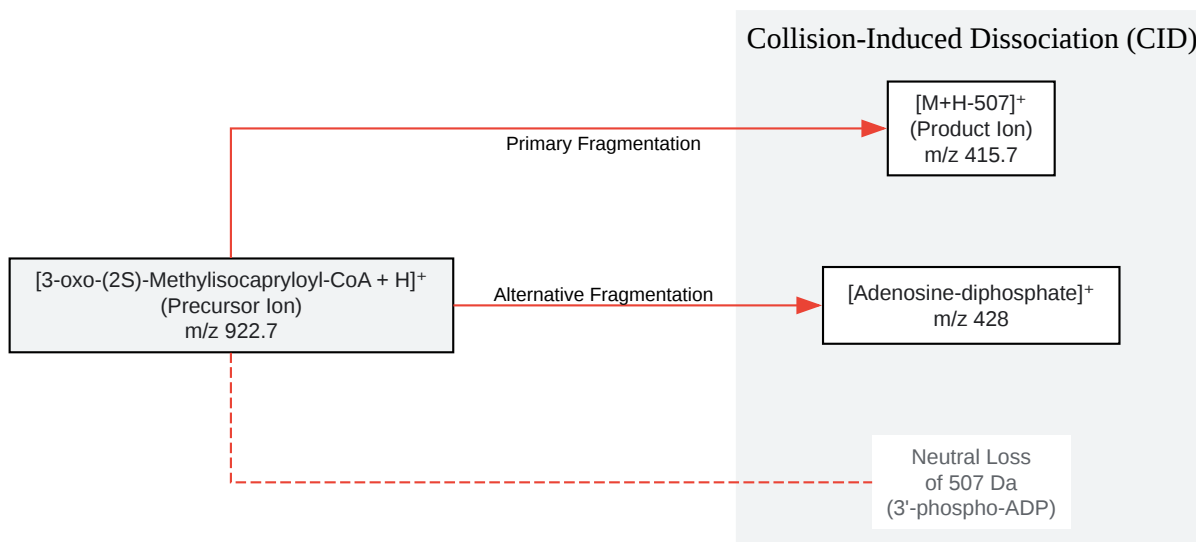 Collision-Induced Dissociation (CID)
[M+H-507]⁺
(Product Ion)
m/z 415.7
Primary Fragmentation
[3-oxo-(2S)-Methylisocapryloyl-CoA + H]⁺
(Precursor Ion)
m/z 922.7
Alternative Fragmentation
[Adenosine-diphosphate]⁺
m/z 428
Neutral Loss
of 507 Da
(3'-phospho-ADP)